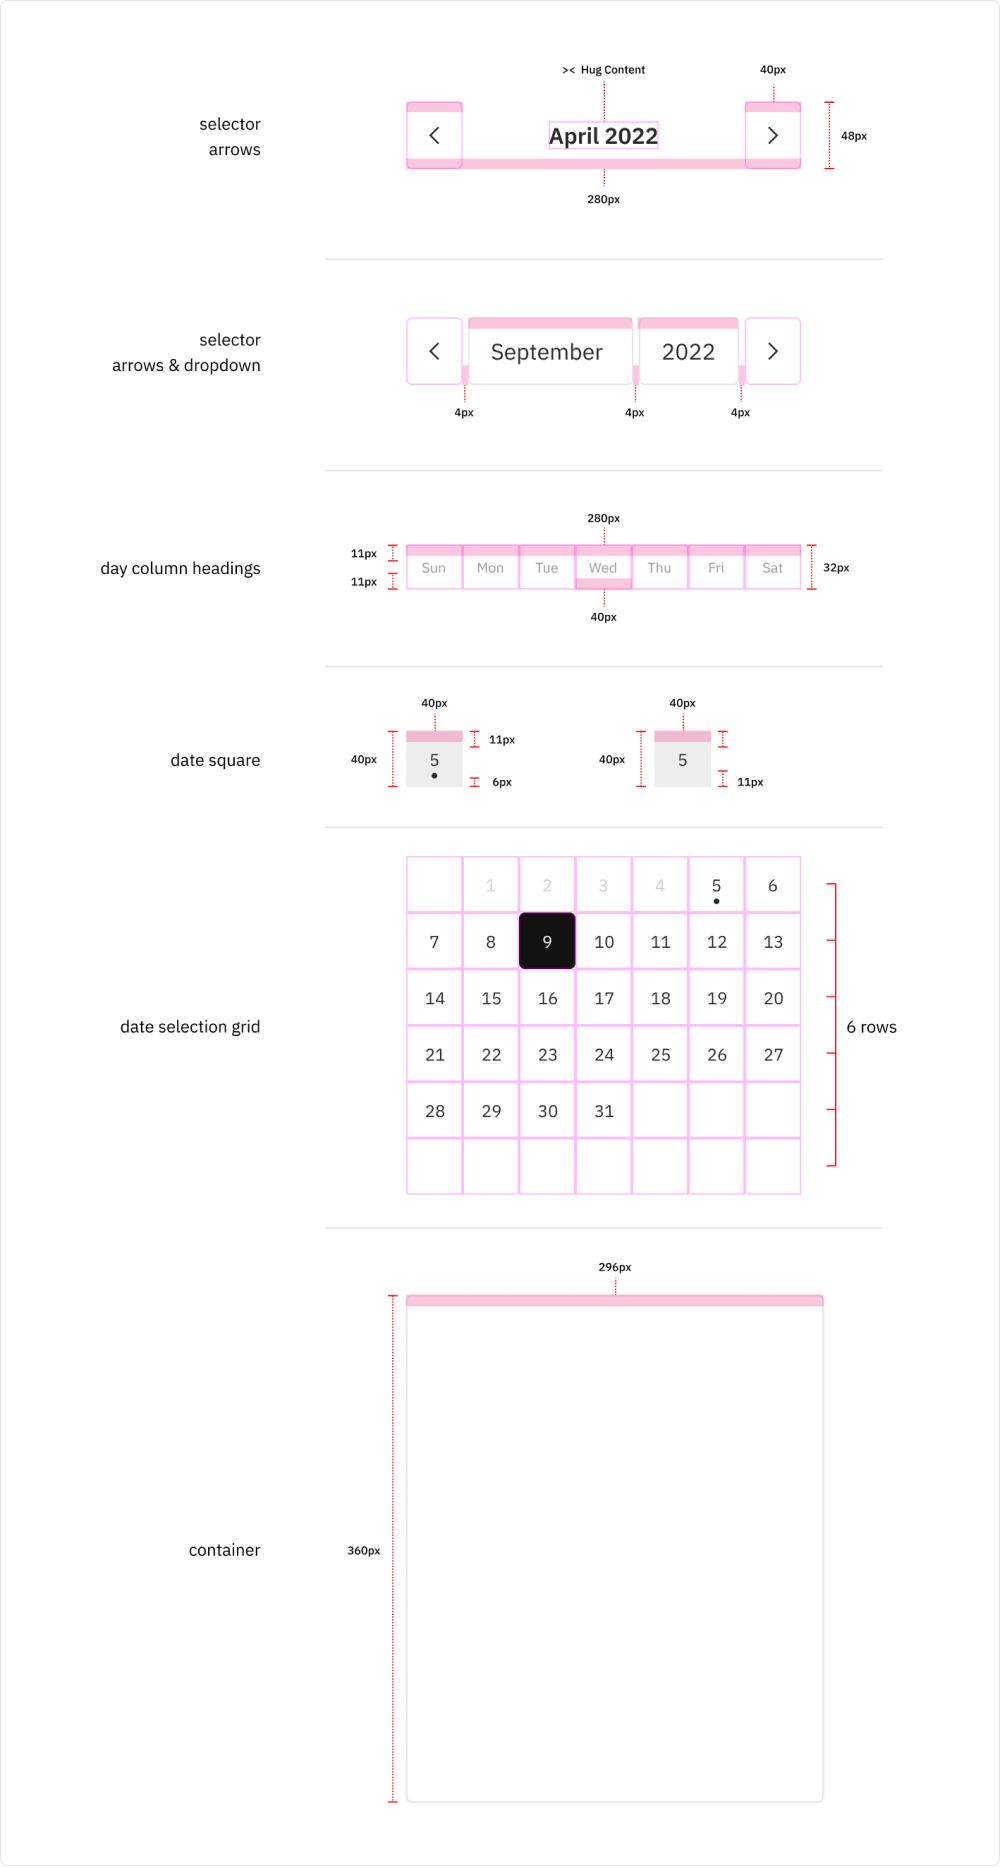 >< Hug Content
40px
selector
arrows
April 2022
48px
280px
selector
arrows & dropdown
September
2022
4px
4px
4px
280px
11px
11px
day column headings
Sun Mon Tue Wed Thu Fri Sat
32px
40px
40px
40px
date square
40px
5
11px
6px
40px
5
11px
1 2 3 4 5 6
7 8 9 10 11 12 13
14 15 16 17 18 19 20
date selection grid
6 rows
21 22 23 24 25 26 27
28 29 30 31
296px
container
360px